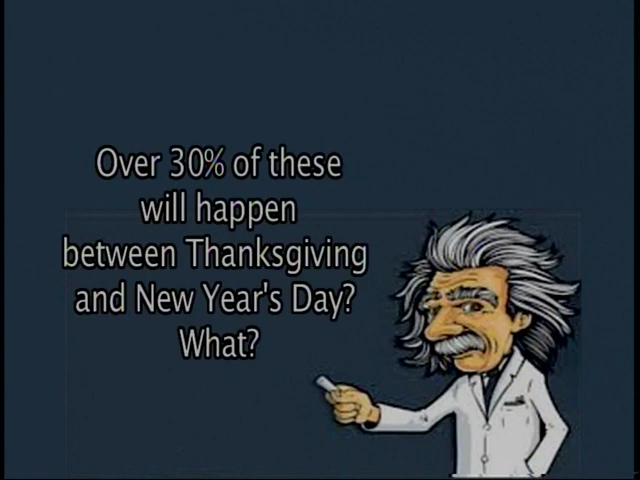 Over 30% of these
will happen
between Thanksgiving
and New Year's Day?
What?